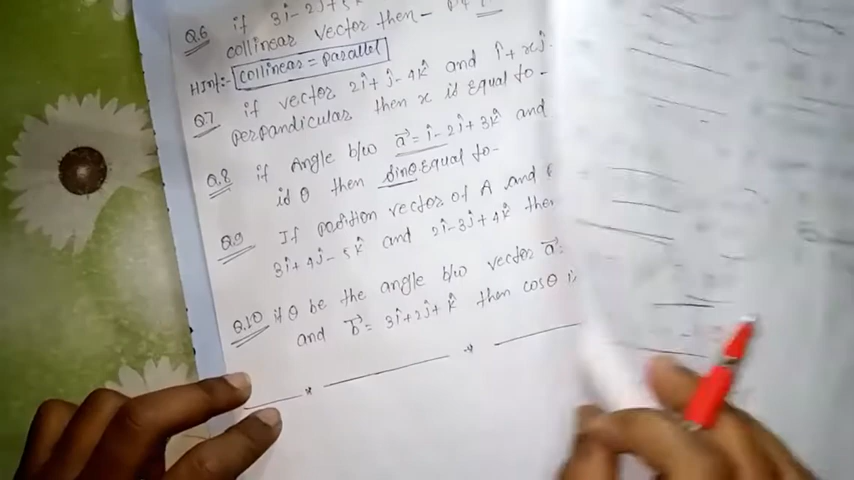 Q.6 if 3î-2ĵ+5k̂
collinear vector then -
Hint:- collinear = parallel
Q.7 if vector 2î+ĵ-4k̂ and î+xĵ-
perpandicular then x is equal to -
Q.8 if Angle b/w a⃗ = î-2ĵ+3k̂ and
is θ then sinθ equal to -
Q.9 If position vector of A and
3î+4ĵ-5k̂ and 2î-3ĵ+4k̂ then
Q.10 if θ be the angle b/w vector a⃗=
and b⃗ = 3î+2ĵ+k̂ then cosθ i